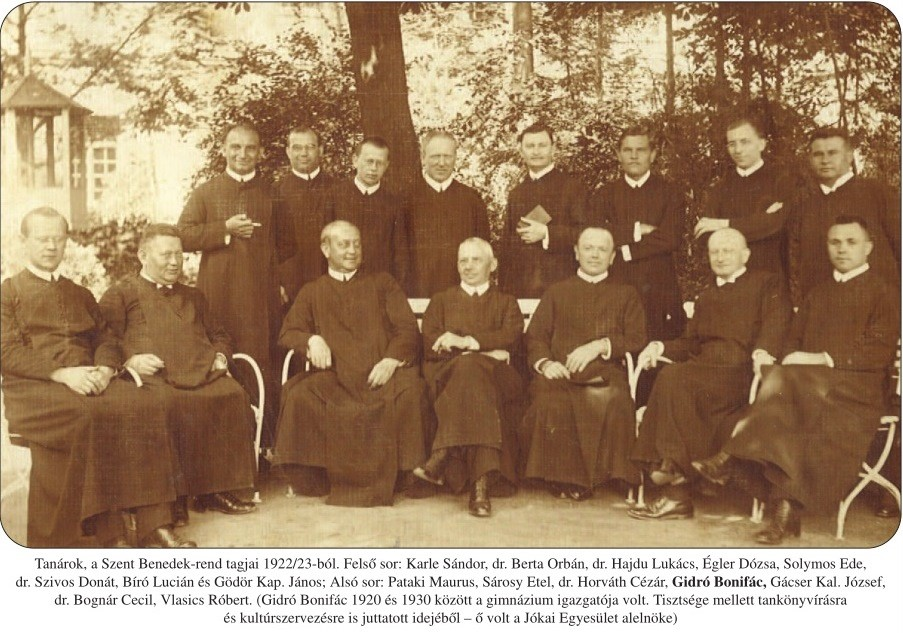 Tanárok, a Szent Benedek-rend tagjai 1922/23-ból. Felső sor: Karle Sándor, dr. Berta Orbán, dr. Hajdu Lukács, Égler Dózsa, Solymos Ede,
dr. Szivos Donát, Bíró Lucián és Gödör Kap. János; Alsó sor: Pataki Maurus, Sárosy Etel, dr. Horváth Cézár, Gidró Bonifác, Gácser Kal. József,
dr. Bognár Cecil, Vlasics Róbert. (Gidró Bonifác 1920 és 1930 között a gimnázium igazgatója volt. Tisztsége mellett tankönyvírásra
és kultúrszervezésre is juttatott idejéből – ő volt a Jókai Egyesület alelnöke)